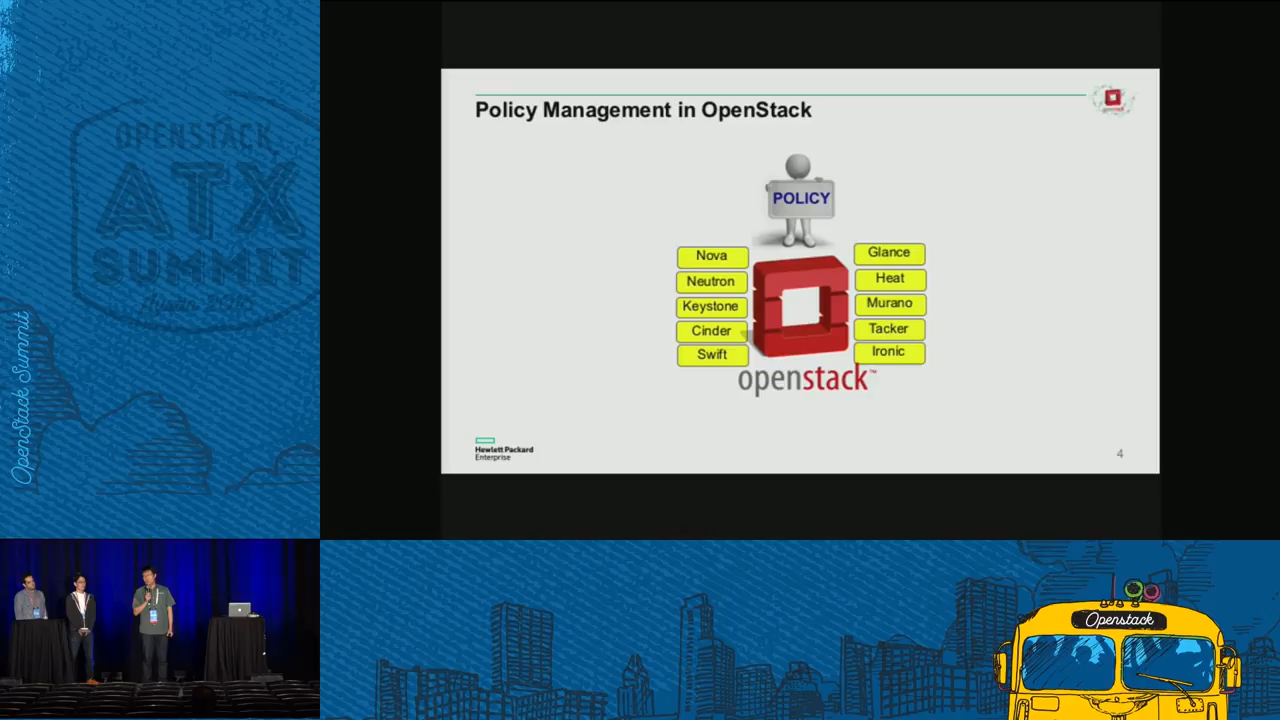 OPENSTACK
ATX
SUMMIT
OpenStack Summit
Policy Management in OpenStack
POLICY
Nova
Neutron
Keystone
Cinder
Swift
Glance
Heat
Murano
Tacker
Ironic
openstack™
Hewlett Packard
Enterprise
4
Openstack